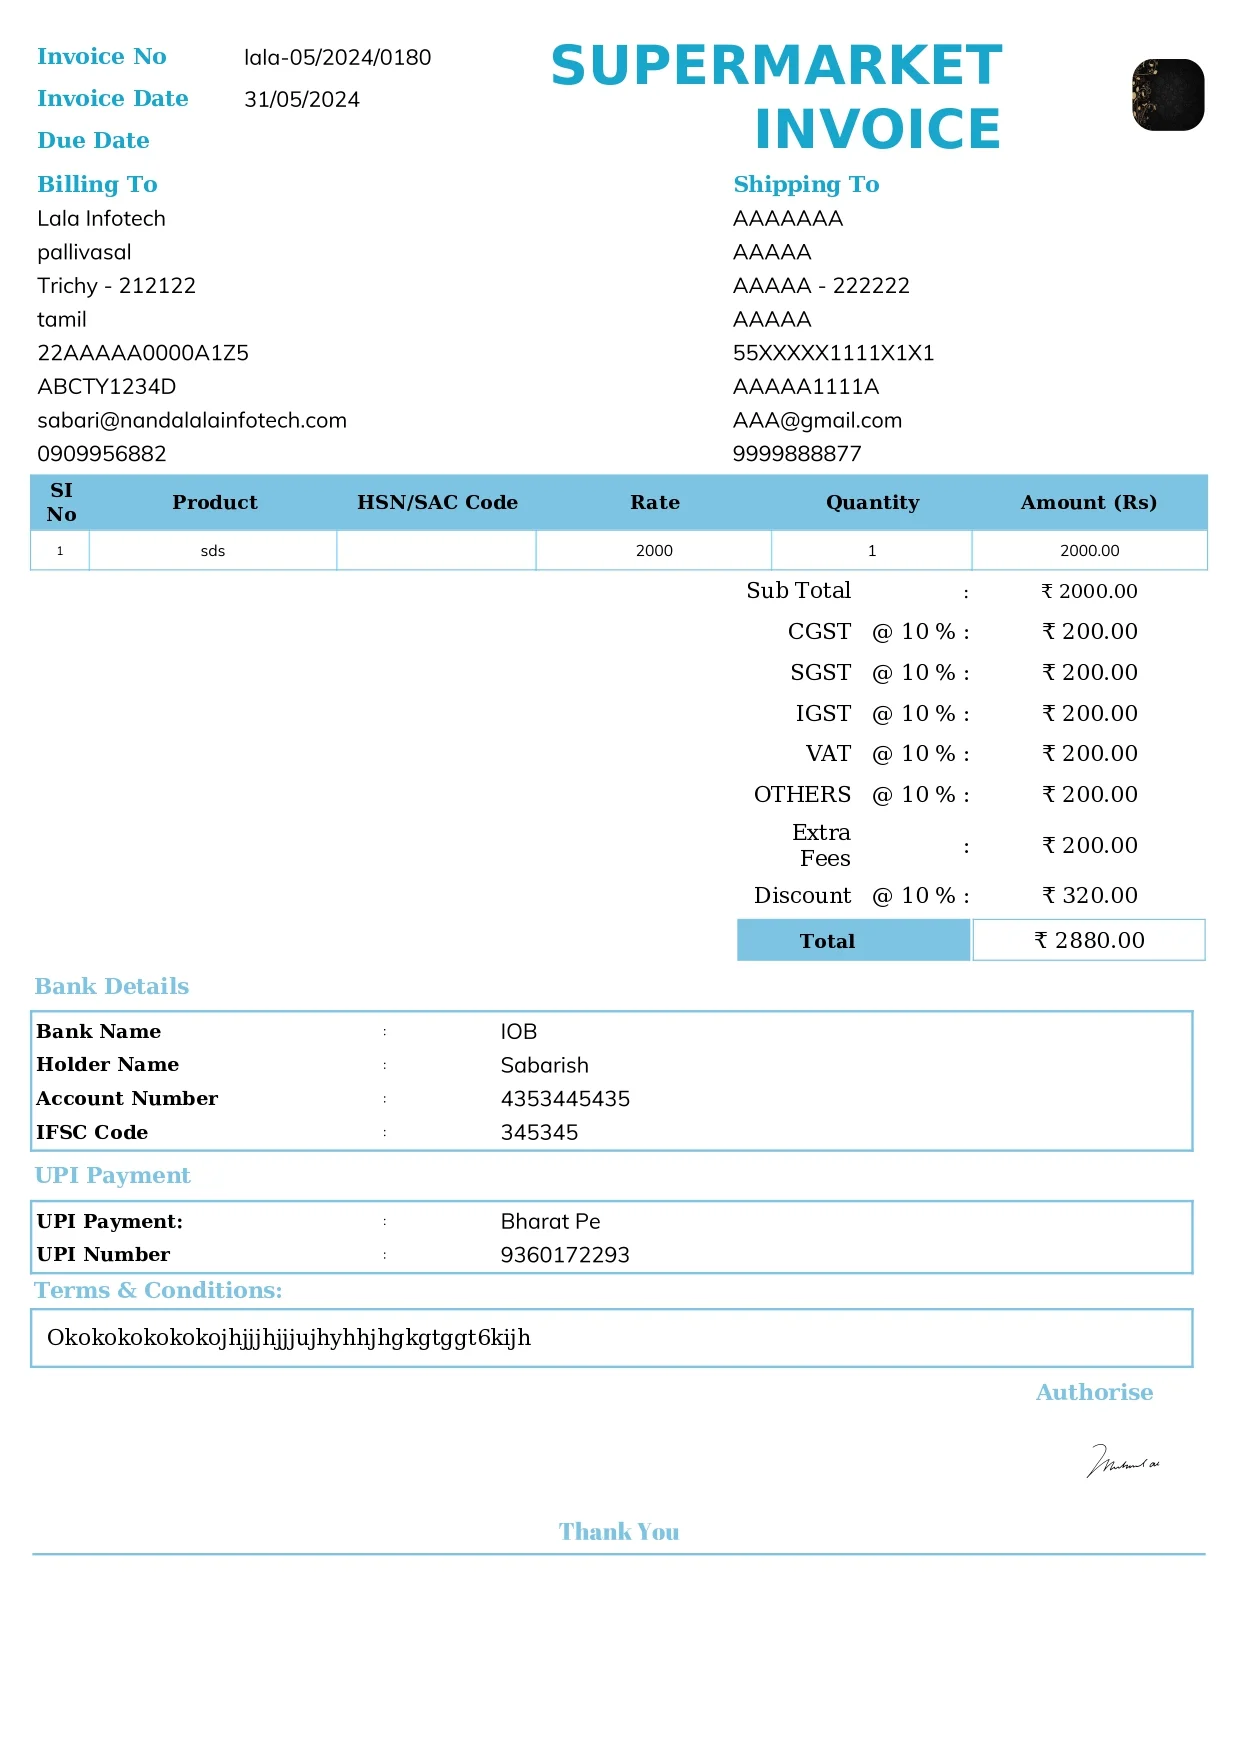 Invoice No lala-05/2024/0180
Invoice Date 31/05/2024
Due Date
SUPERMARKET
INVOICE
Billing To
Lala Infotech
pallivasal
Trichy - 212122
tamil
22AAAAA0000A1Z5
ABCTY1234D
sabari@nandalalainfotech.com
0909956882
Shipping To
AAAAAAA
AAAAA
AAAAA - 222222
AAAAA
55XXXXX1111X1X1
AAAAA1111A
AAA@gmail.com
9999888877
SI No Product HSN/SAC Code Rate Quantity Amount (Rs)
1 sds 2000 1 2000.00
Sub Total : ₹ 2000.00
CGST @ 10 % : ₹ 200.00
SGST @ 10 % : ₹ 200.00
IGST @ 10 % : ₹ 200.00
VAT @ 10 % : ₹ 200.00
OTHERS @ 10 % : ₹ 200.00
Extra Fees : ₹ 200.00
Discount @ 10 % : ₹ 320.00
Total ₹ 2880.00
Bank Details
Bank Name : IOB
Holder Name : Sabarish
Account Number : 4353445435
IFSC Code : 345345
UPI Payment
UPI Payment: : Bharat Pe
UPI Number : 9360172293
Terms & Conditions:
Okokokokokokojhjjjhjjjujhyhhjhgkgtggt6kijh
Authorise
Thank You